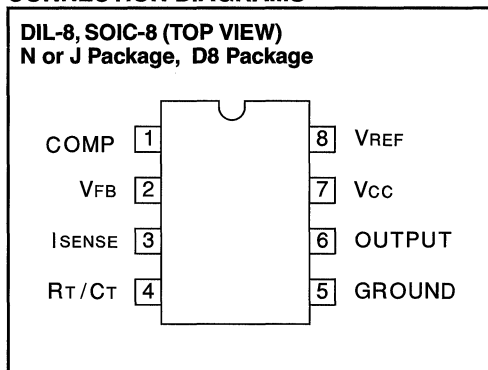 DIL-8, SOIC-8 (TOP VIEW)
N or J Package, D8 Package
COMP 1 8 VREF
VFB 2 7 Vcc
ISENSE 3 6 OUTPUT
RT/CT 4 5 GROUND